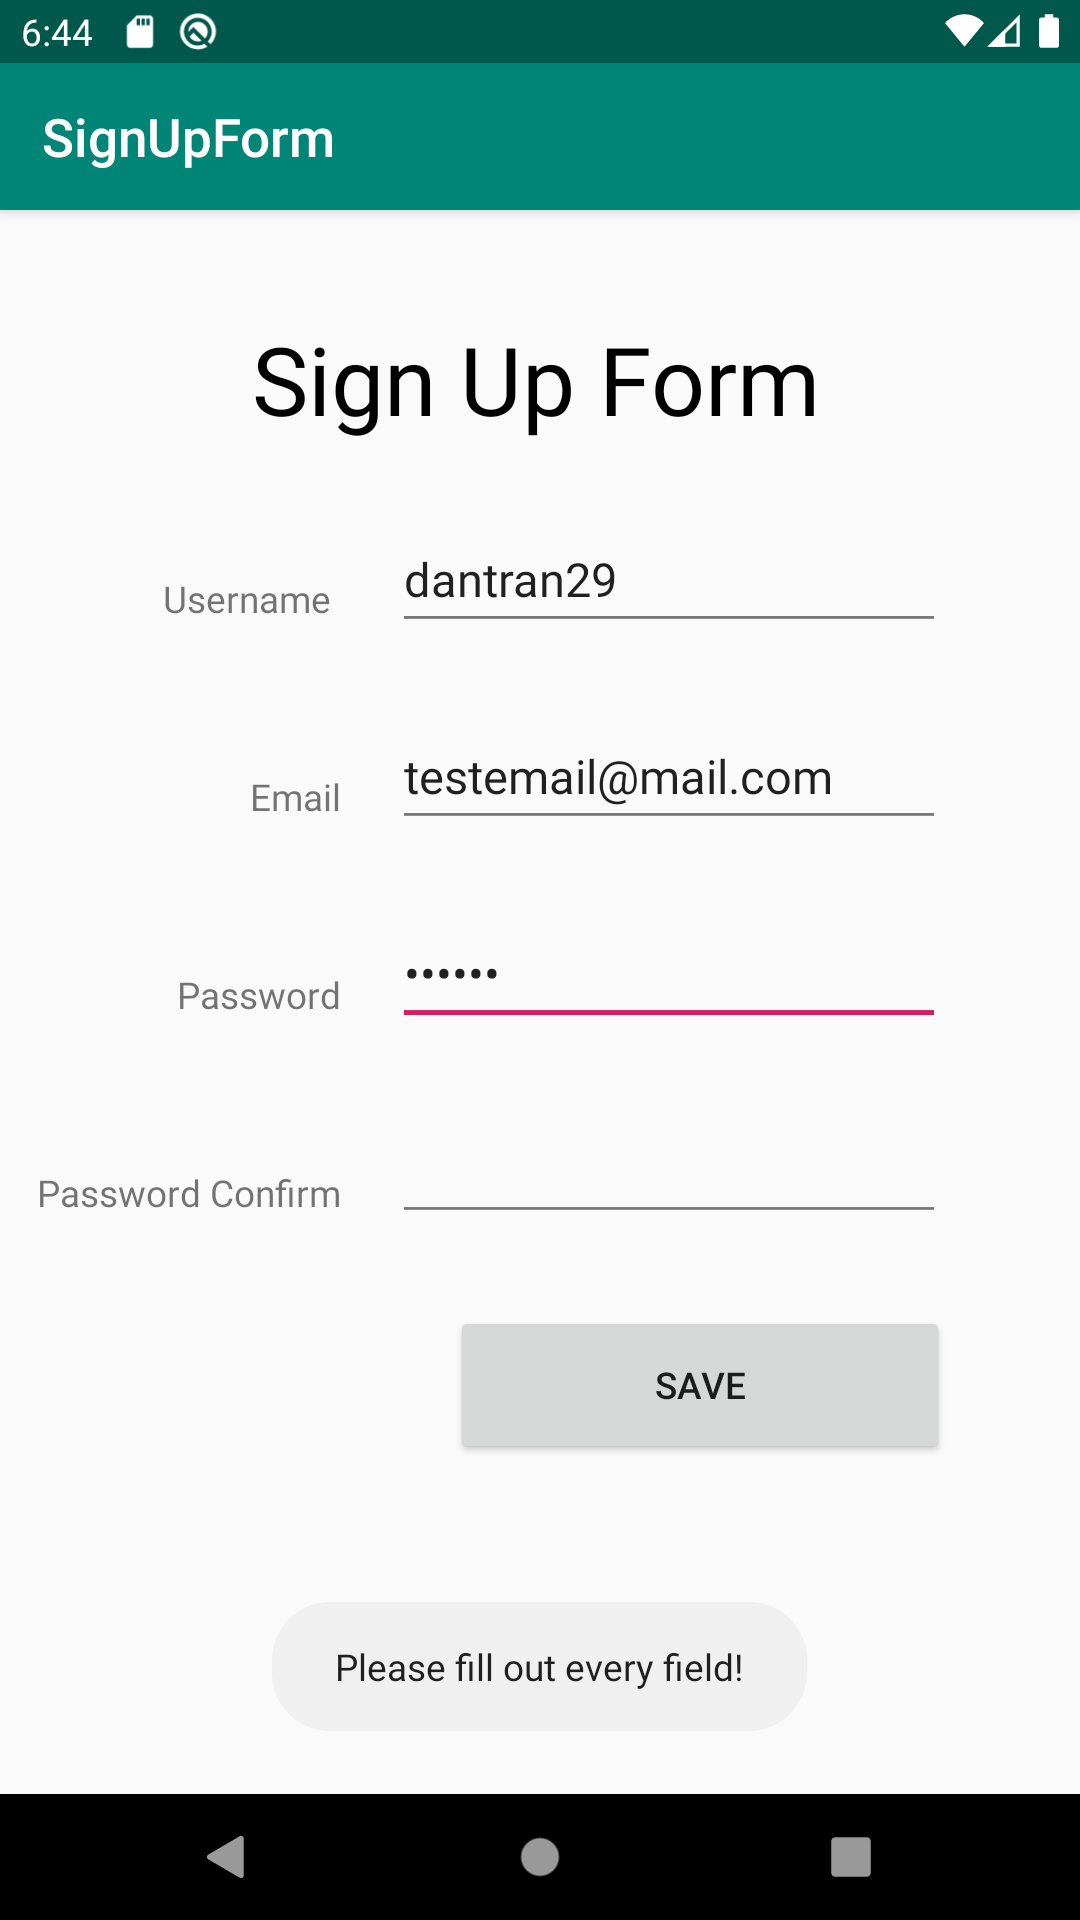 6:44
SignUpForm
Sign Up Form
Username dantran29
Email testemail@mail.com
Password ••••••
Password Confirm
SAVE
Please fill out every field!